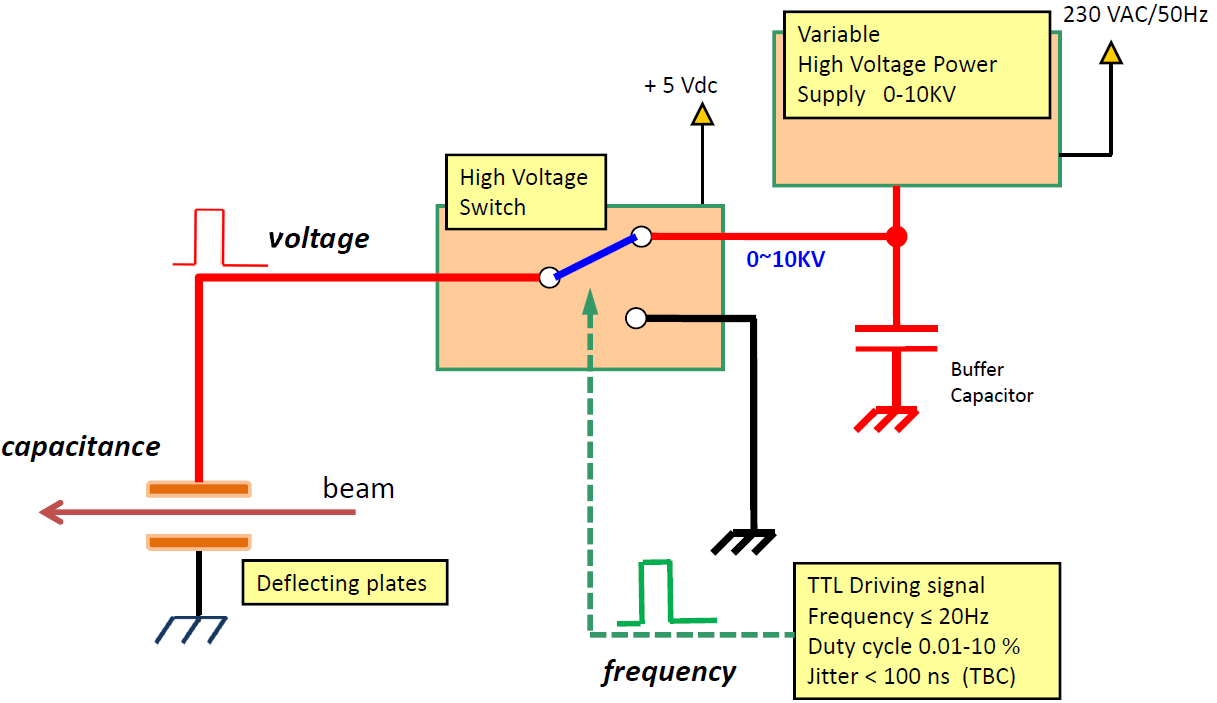 230 VAC/50Hz
Variable
High Voltage Power
Supply   0-10KV
+ 5 Vdc
High Voltage
Switch
voltage
0~10KV
Buffer
Capacitor
capacitance
beam
Deflecting plates
TTL Driving signal
Frequency ≤ 20Hz
Duty cycle 0.01-10 %
Jitter < 100 ns  (TBC)
frequency